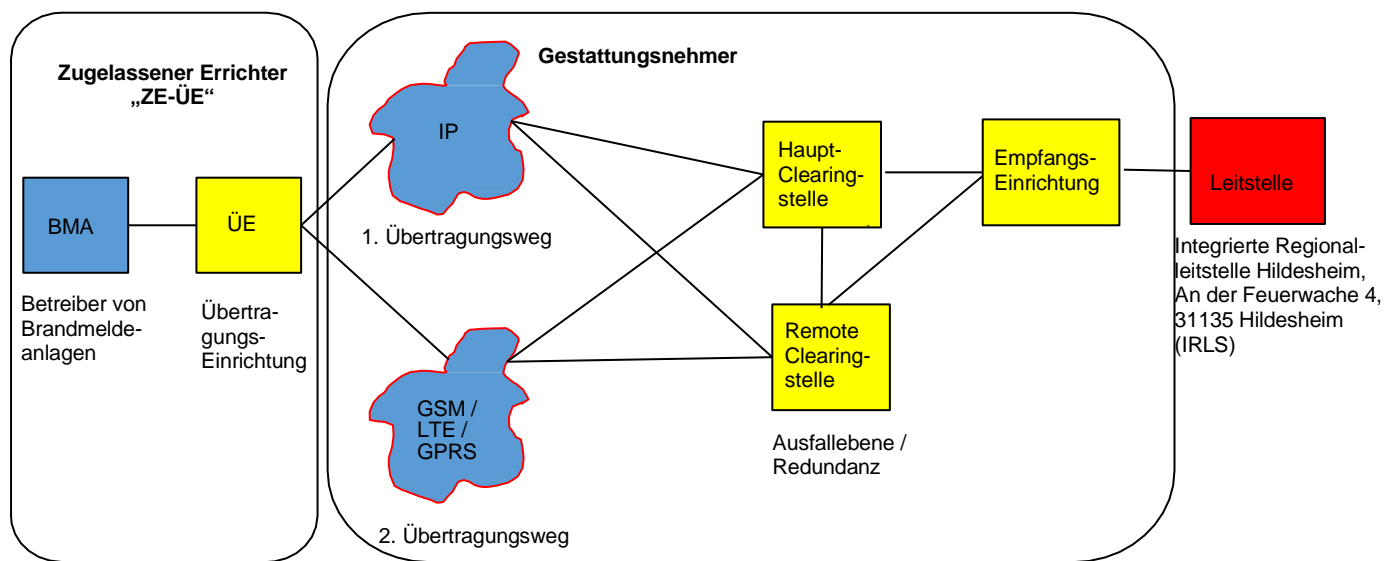 Zugelassener Errichter
„ZE-ÜE“
Gestattungsnehmer
BMA
Betreiber von
Brandmelde-
anlagen
ÜE
Übertra-
gungs-
Einrichtung
IP
1. Übertragungsweg
GSM /
LTE /
GPRS
2. Übertragungsweg
Haupt-
Clearing-
stelle
Remote
Clearing-
stelle
Ausfallebene /
Redundanz
Empfangs-
Einrichtung
Leitstelle
Integrierte Regional-
leitstelle Hildesheim,
An der Feuerwache 4,
31135 Hildesheim
(IRLS)